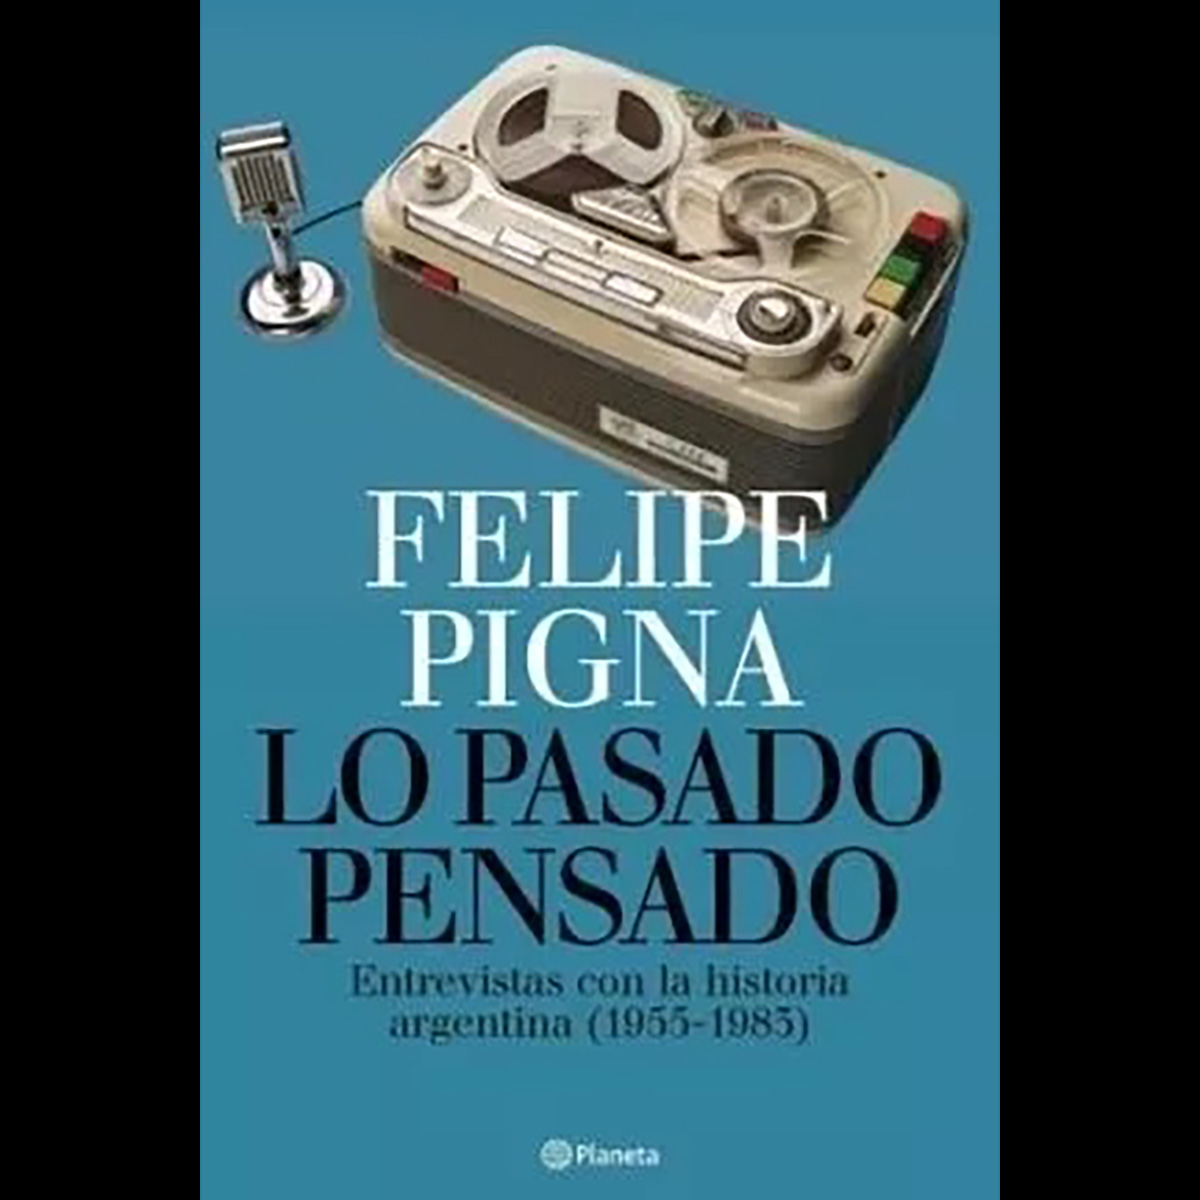 FELIPE
PIGNA
LO PASADO
PENSADO
Entrevistas con la historia
argentina (1955-1983)
Planeta